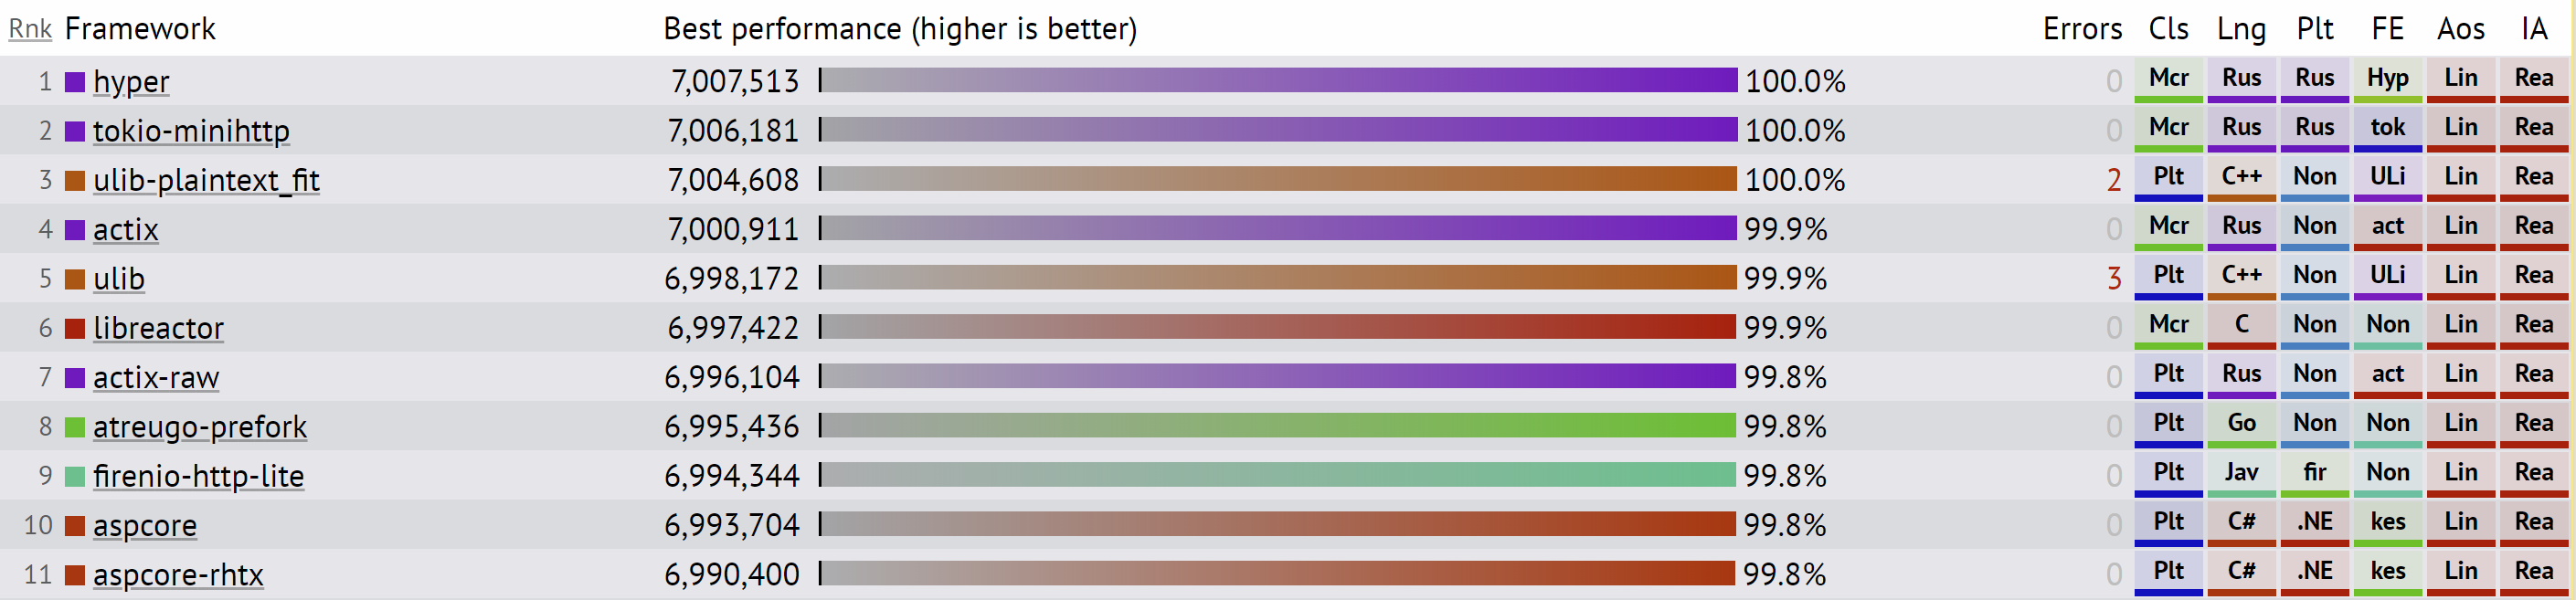 Rnk Framework Best performance (higher is better) Errors Cls Lng Plt FE Aos IA
1 hyper 7,007,513 100.0% 0 Mcr Rus Rus Hyp Lin Rea
2 tokio-minihttp 7,006,181 100.0% 0 Mcr Rus Rus tok Lin Rea
3 ulib-plaintext_fit 7,004,608 100.0% 2 Plt C++ Non ULi Lin Rea
4 actix 7,000,911 99.9% 0 Mcr Rus Non act Lin Rea
5 ulib 6,998,172 99.9% 3 Plt C++ Non ULi Lin Rea
6 libreactor 6,997,422 99.9% 0 Mcr C Non Non Lin Rea
7 actix-raw 6,996,104 99.8% 0 Plt Rus Non act Lin Rea
8 atreugo-prefork 6,995,436 99.8% 0 Plt Go Non Non Lin Rea
9 firenio-http-lite 6,994,344 99.8% 0 Plt Jav fir Non Lin Rea
10 aspcore 6,993,704 99.8% 0 Plt C# .NE kes Lin Rea
11 aspcore-rhtx 6,990,400 99.8% 0 Plt C# .NE kes Lin Rea